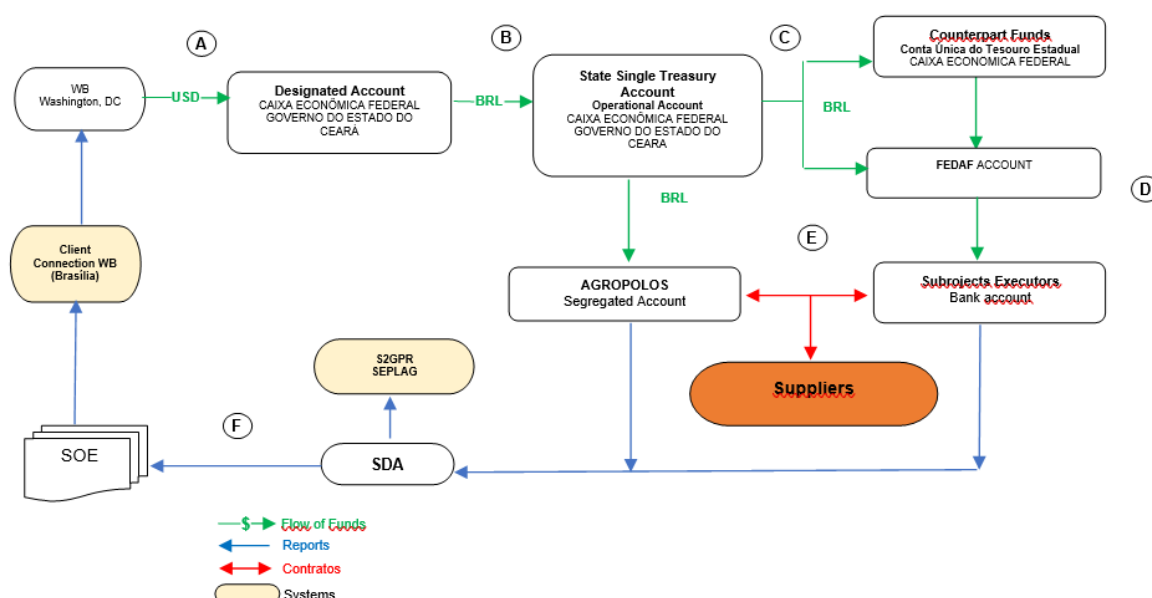 A
B
C
Counterpart Funds
Conta Única do Tesouro Estadual
CAIXA ECONOMICA FEDERAL
WB
Washington, DC
USD
Designated Account
CAIXA ECONÔMICA FEDERAL
GOVERNO DO ESTADO DO
CEARÁ
BRL
State Single Treasury
Account
Operational Account
CAIXA ECONÔMICA FEDERAL
GOVERNO DO ESTADO DO
CEARA
BRL
FEDAF ACCOUNT
D
BRL
Client
Connection WB
(Brasília)
E
AGROPOLOS
Segregated Account
Subrojects Executors
Bank account
S2GPR
SEPLAG
Suppliers
F
SOE
SDA
$ Flow of Funds
Reports
Contratos
Systems